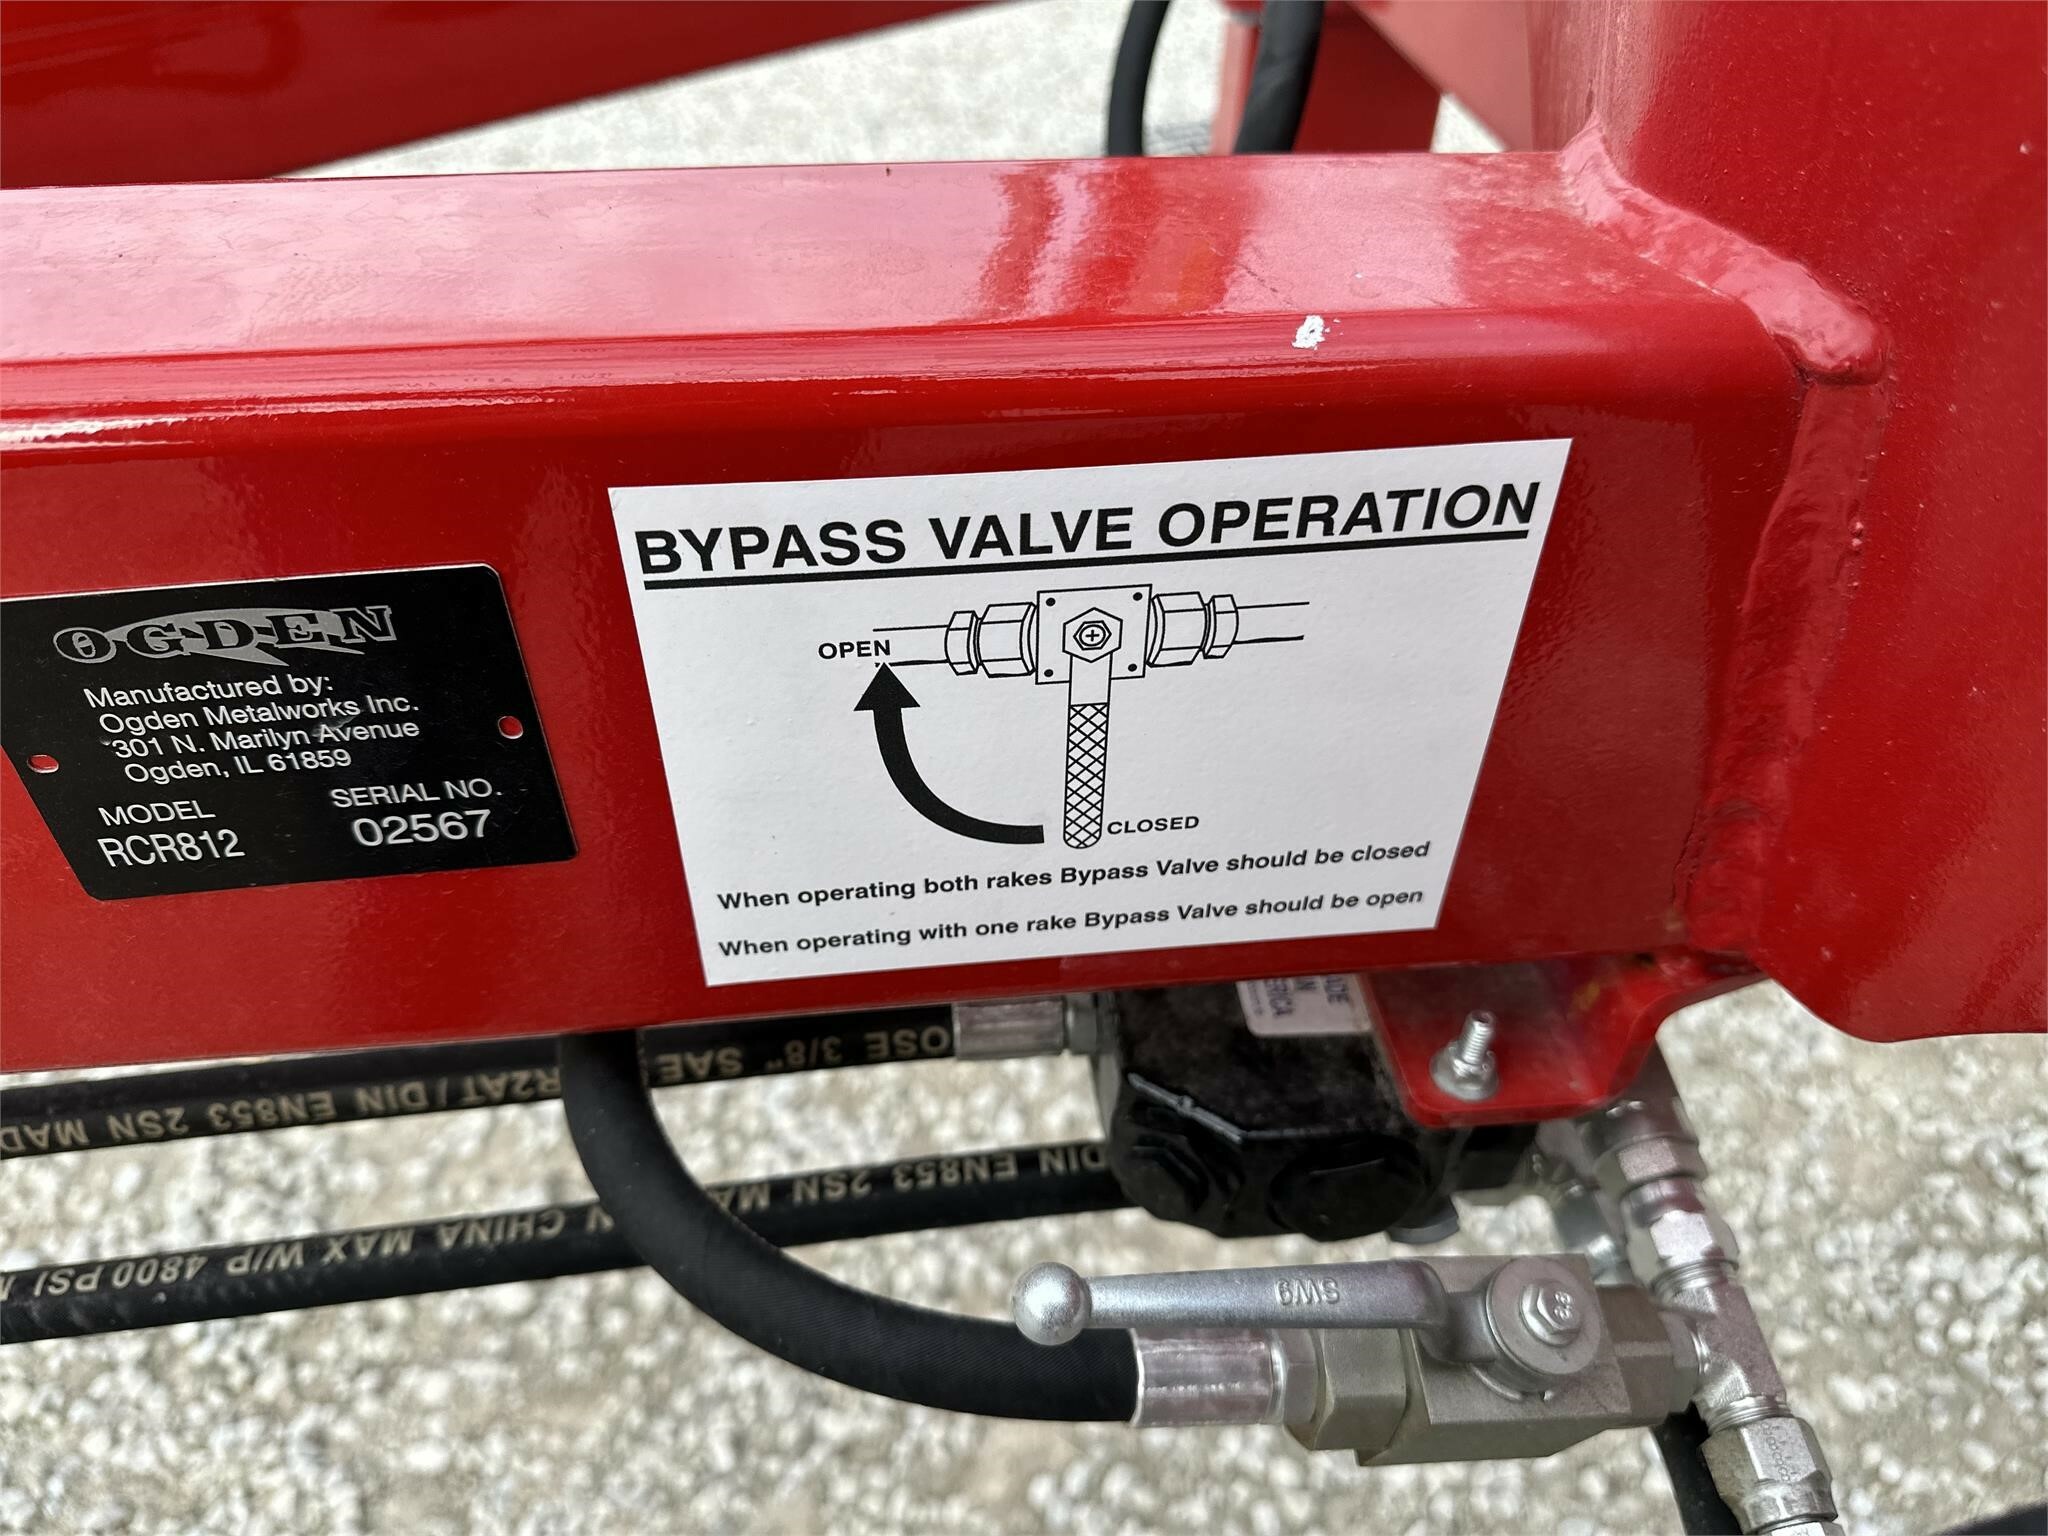 BYPASS VALVE OPERATION
OPEN
CLOSED
When operating both rakes Bypass Valve should be closed
When operating with one rake Bypass Valve should be open
OGDEN
Manufactured by:
Ogden Metalworks Inc.
301 N. Marilyn Avenue
Ogden, IL 61859
MODEL
RCR812
SERIAL NO.
02567
OSE 3/8" SAE R2AT/DIN EN853 2SN MAD
DIN EN853 2SN MA N CHINA MAX W/P 4800 PSI
SW9